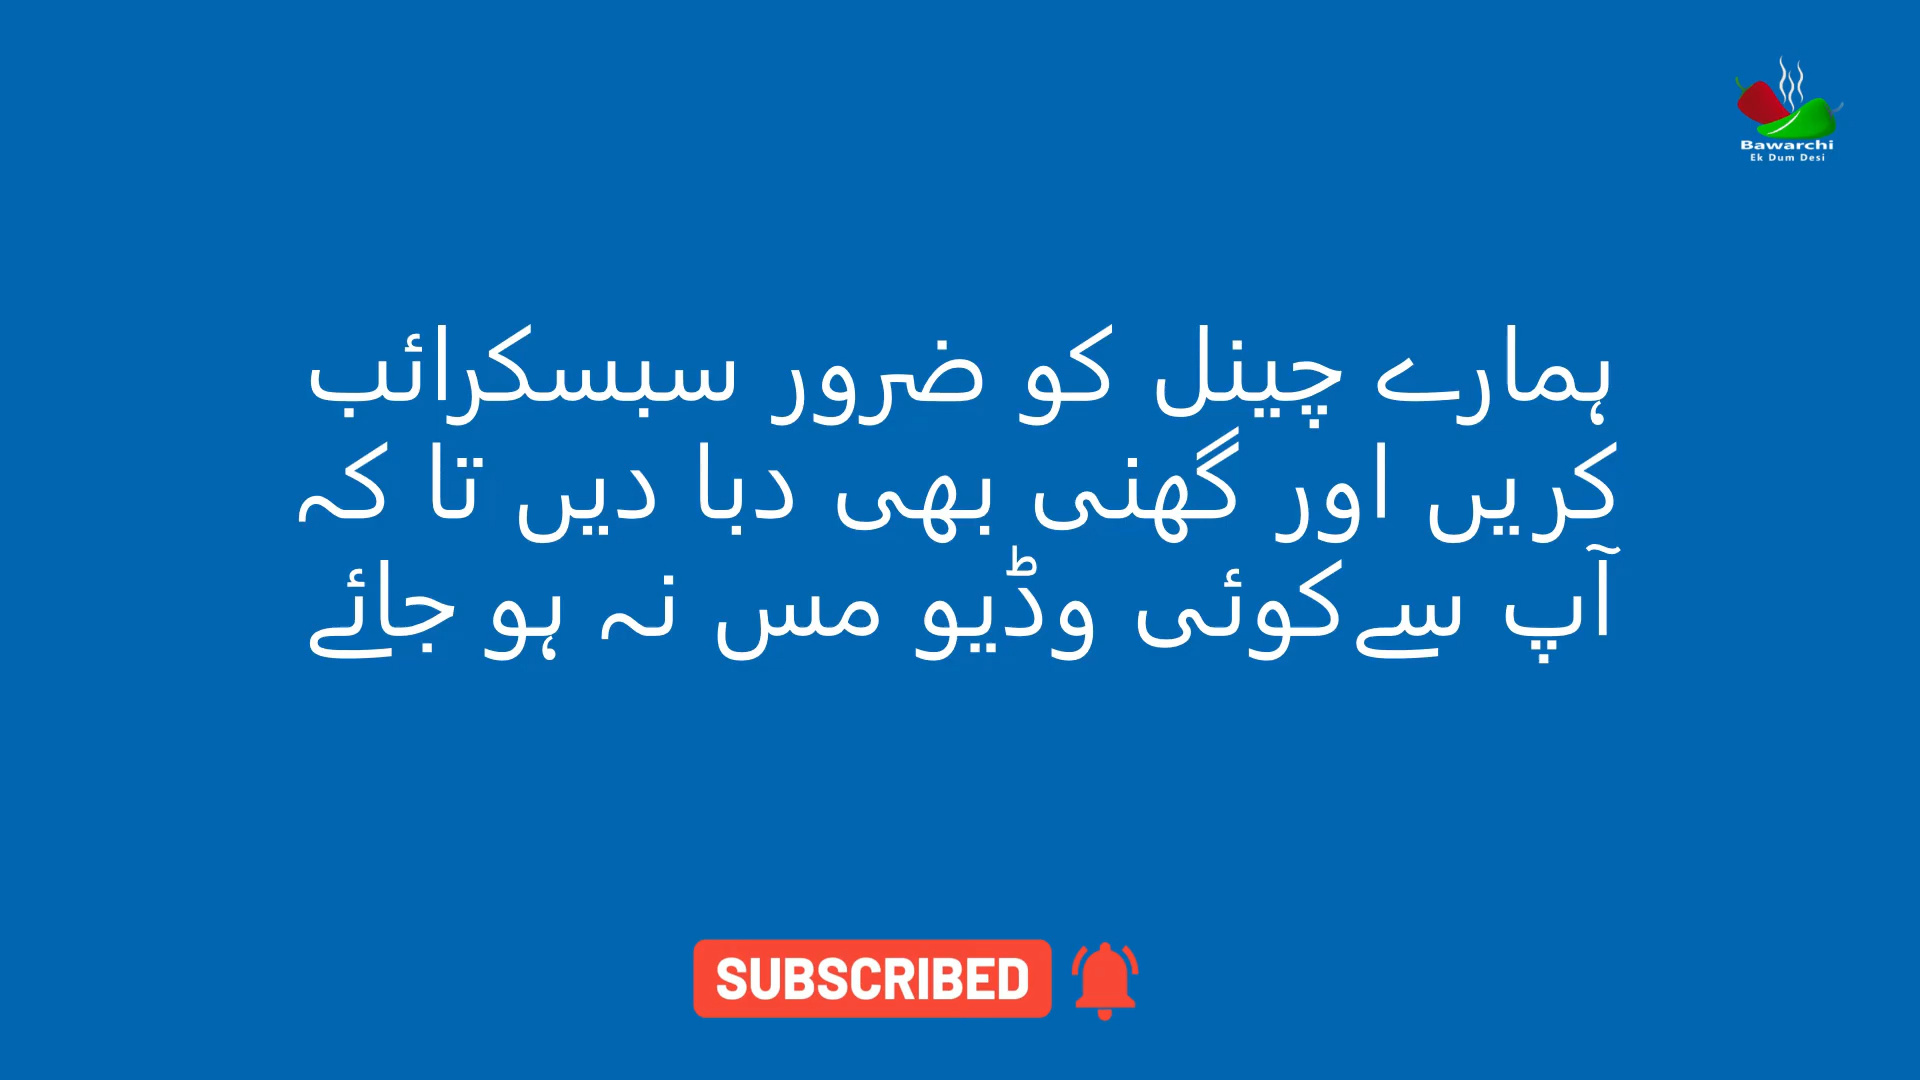 Bawarchi
Ek Dum Desi
ہمارے چینل کو ضرور سبسکرائب
کریں اور گھنی بھی دبا دیں تا کہ
آپ سےکوئی وڈیو مس نہ ہو جائے
SUBSCRIBED